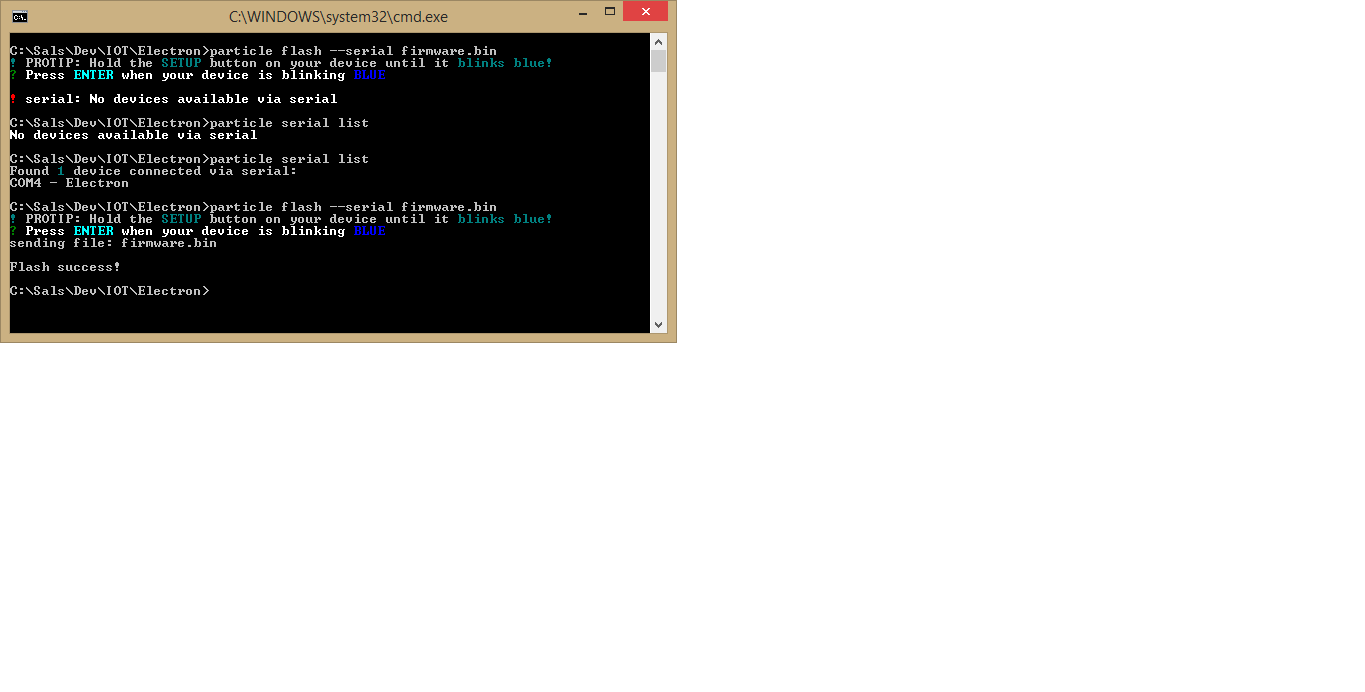 C:\WINDOWS\system32\cmd.exe
C:\Sals\Dev\IOT\Electron>particle flash --serial firmware.bin
! PROTIP: Hold the SETUP button on your device until it blinks blue!
? Press ENTER when your device is blinking BLUE
! serial: No devices available via serial
C:\Sals\Dev\IOT\Electron>particle serial list
No devices available via serial
C:\Sals\Dev\IOT\Electron>particle serial list
Found 1 device connected via serial:
COM4 - Electron
C:\Sals\Dev\IOT\Electron>particle flash --serial firmware.bin
! PROTIP: Hold the SETUP button on your device until it blinks blue!
? Press ENTER when your device is blinking BLUE
sending file: firmware.bin
Flash success!
C:\Sals\Dev\IOT\Electron>